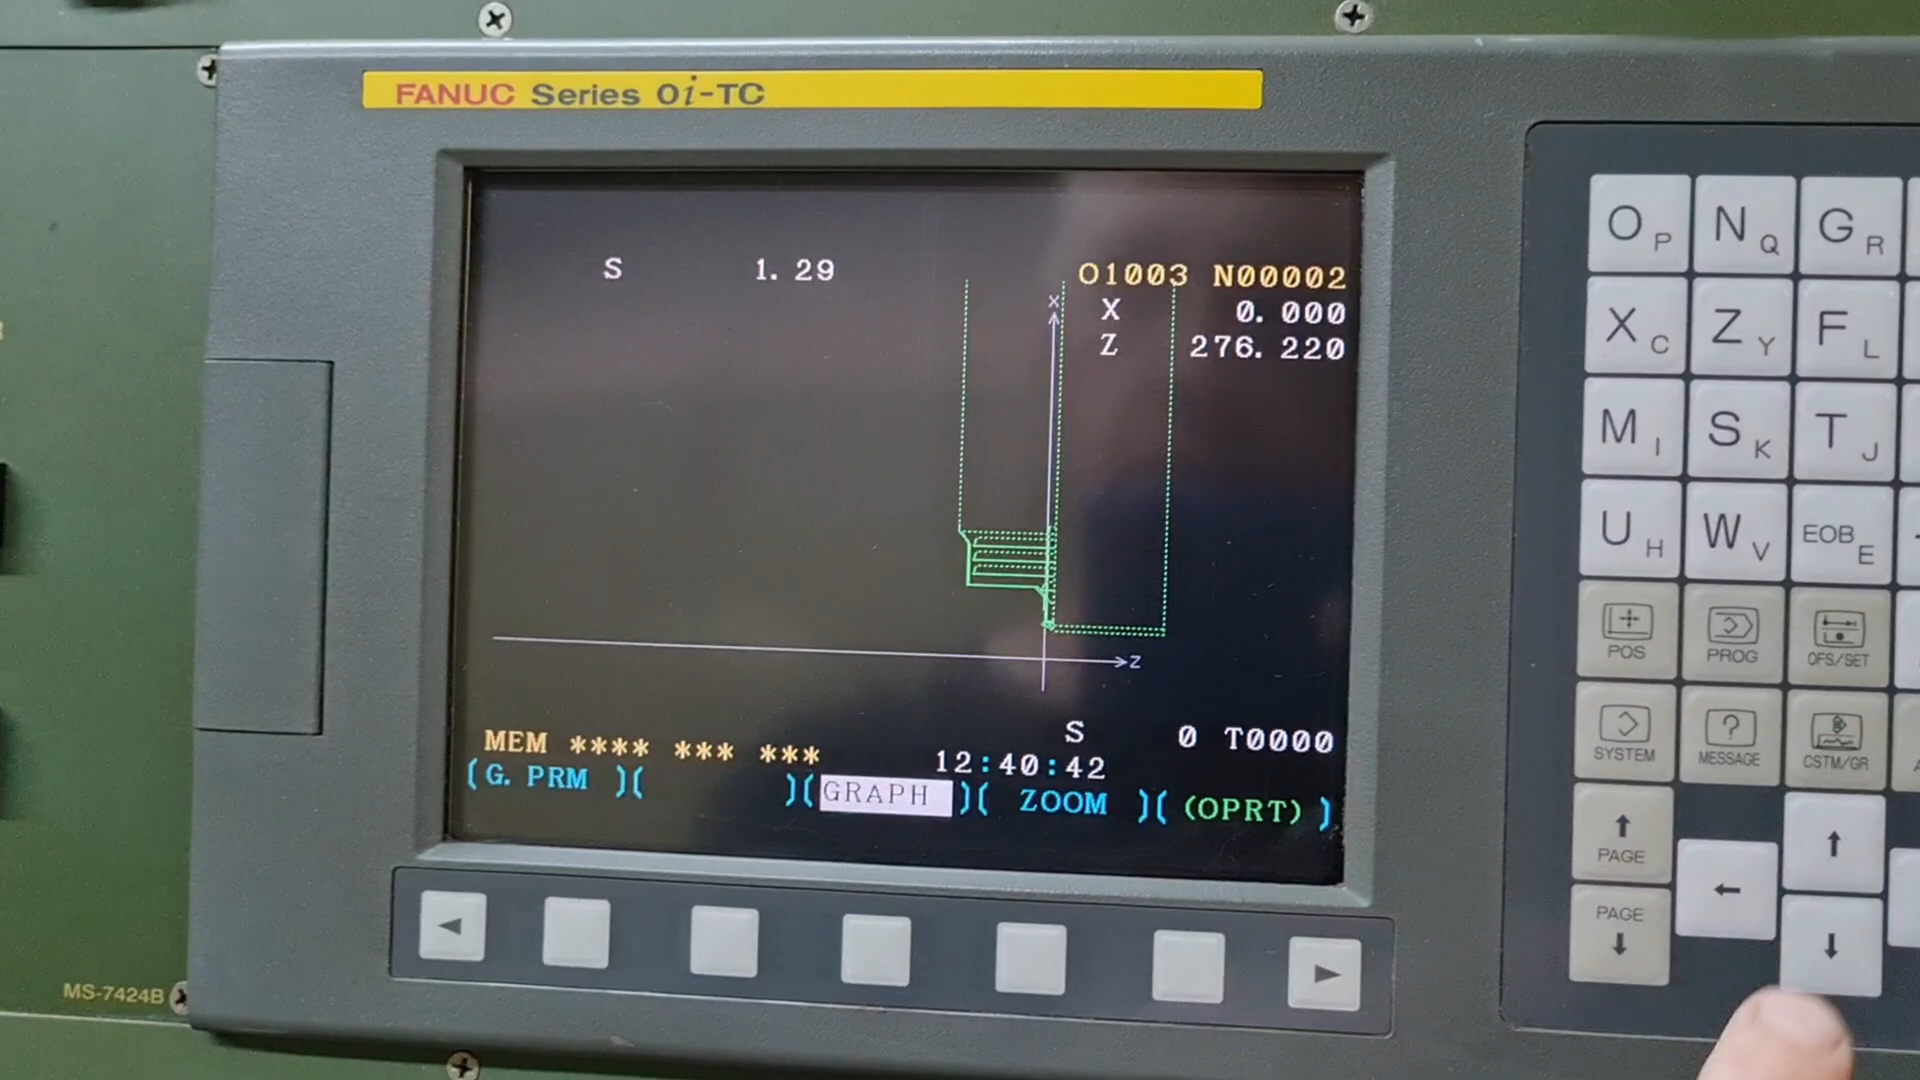 FANUC Series 0i-TC
S 1.29
O1003 N00002
X 0.000
Z 276.220
X
Z
S 0 T0000
MEM **** *** ***
12:40:42
(G.PRM )( )(GRAPH )( ZOOM )( (OPRT) )
MS-7424B
O P N Q G R
X C Z Y F L
M I S K T J
U H W V EOB E
POS PROG OFS/SET
SYSTEM MESSAGE CSTM/GR
↑ PAGE
←
↑
PAGE ↓
↓